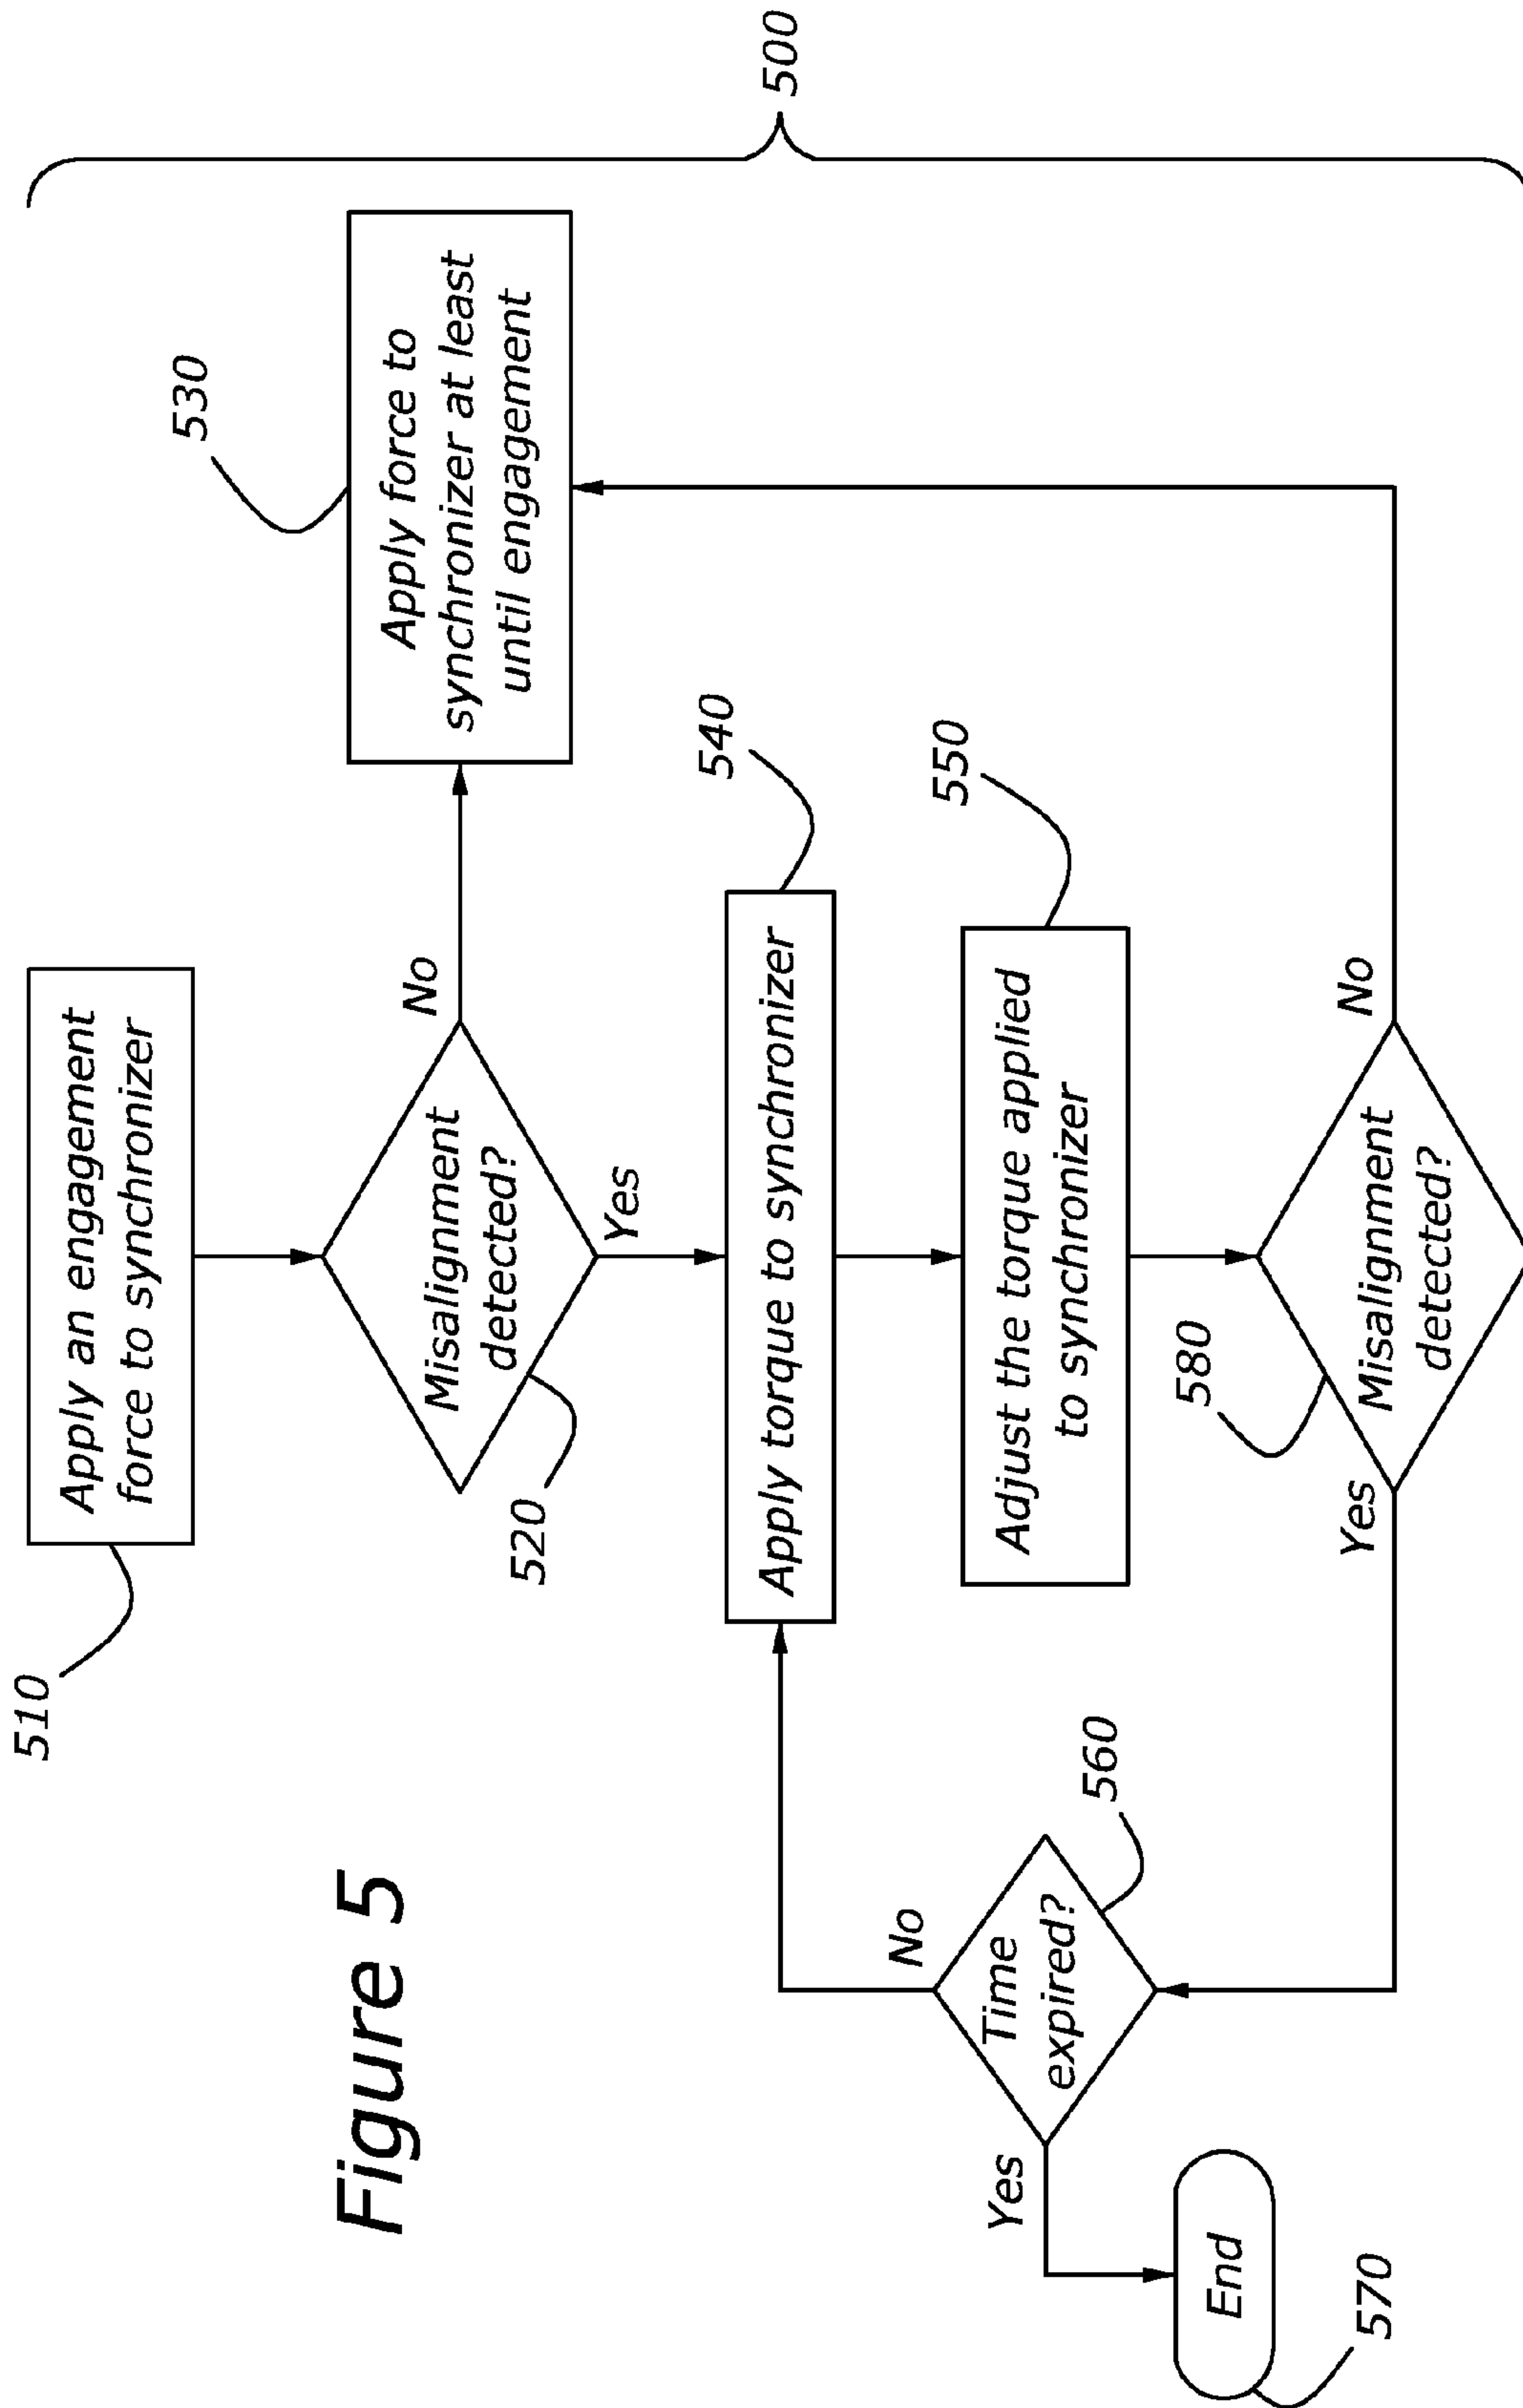 510
Apply an engagement
force to synchronizer
520
Misalignment
detected?
No
Yes
530
Apply force to
synchronizer at least
until engagement
540
Apply torque to synchronizer
550
Adjust the torque applied
to synchronizer
580
Misalignment
detected?
Yes
No
560
Time
expired?
No
Yes
End
570
500
Figure 5